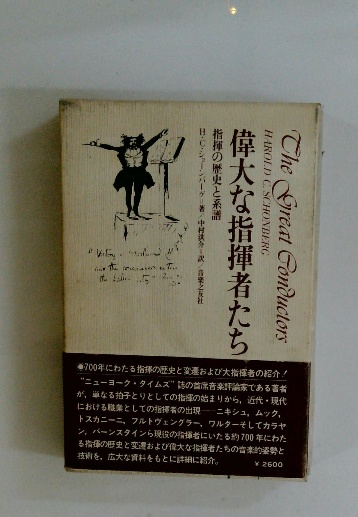 The Great Conductors
HAROLD C. SCHONBERG
偉大な指揮者たち
指揮の歴史と系譜
H・C・ショーンバーグ=著 中村洪介=訳 音楽之友社
●700年にわたる指揮の歴史と変遷および大指揮者の紹介!
"ニューヨーク・タイムズ"誌の首席音楽評論家である著者
が、単なる拍子とりとしての指揮の始まりから、近代・現代
における職業としての指揮者の出現──ニキシュ、ムック、
トスカニーニ、フルトヴェングラー、ワルターそしてカラヤ
ン、バーンスタインら現役の指揮者にいたる約700年にわた
る指揮の歴史と変遷および偉大な指揮者たちの音楽的姿勢と
技術を、広大な資料をもとに詳細に紹介。
¥2600